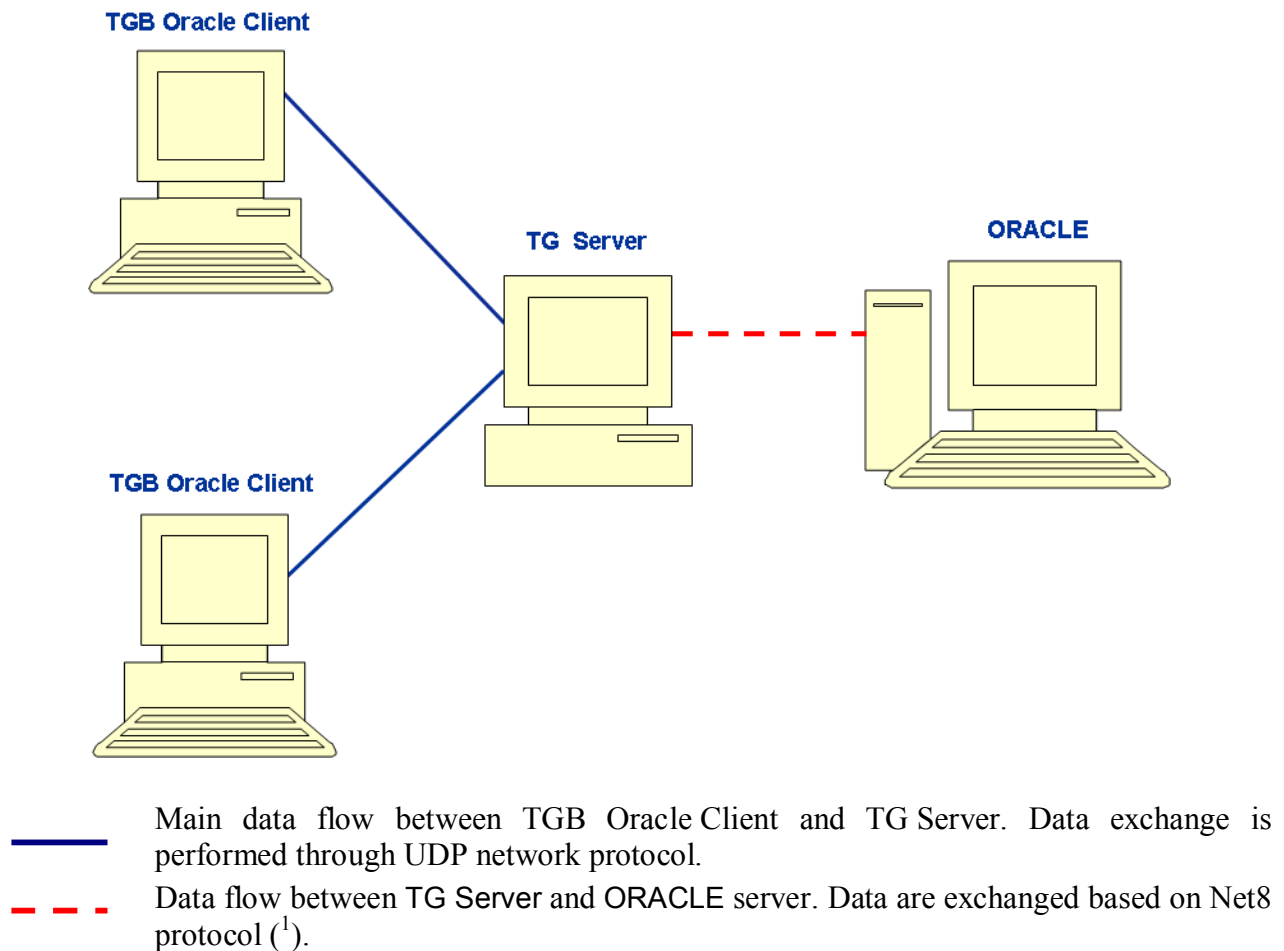 TGB Oracle Client
TG Server
ORACLE
TGB Oracle Client
Main data flow between TGB Oracle Client and TG Server. Data exchange is
performed through UDP network protocol.
Data flow between TG Server and ORACLE server. Data are exchanged based on Net8
protocol (¹).